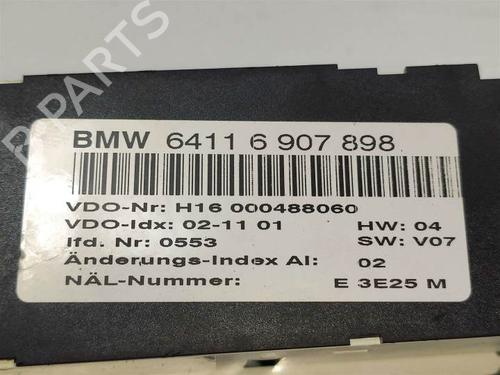 BMW 6411 6 907 898
VDO-Nr: H16 000488060
VDO-Idx: 02-11 01 HW: 04
lfd. Nr: 0553 SW: V07
Änderungs-Index AI: 02
NÄL-Nummer: E 3E25 M
PARTS